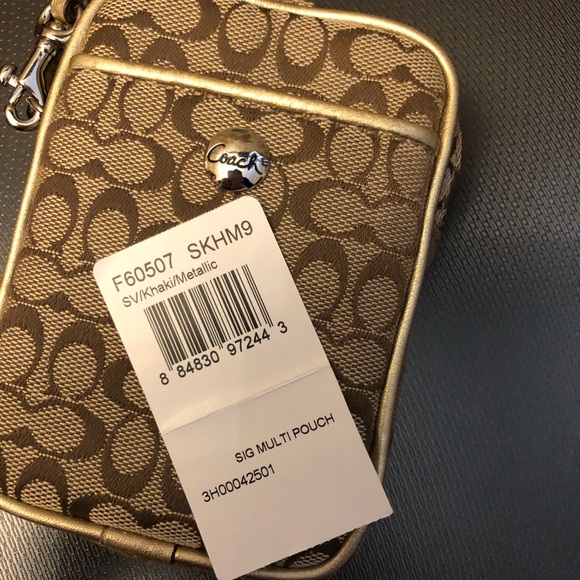 Coach
F60507 SKHM9
SV/Khaki/Metallic
8 84830 97244 3
SIG MULTI POUCH
3H00042501